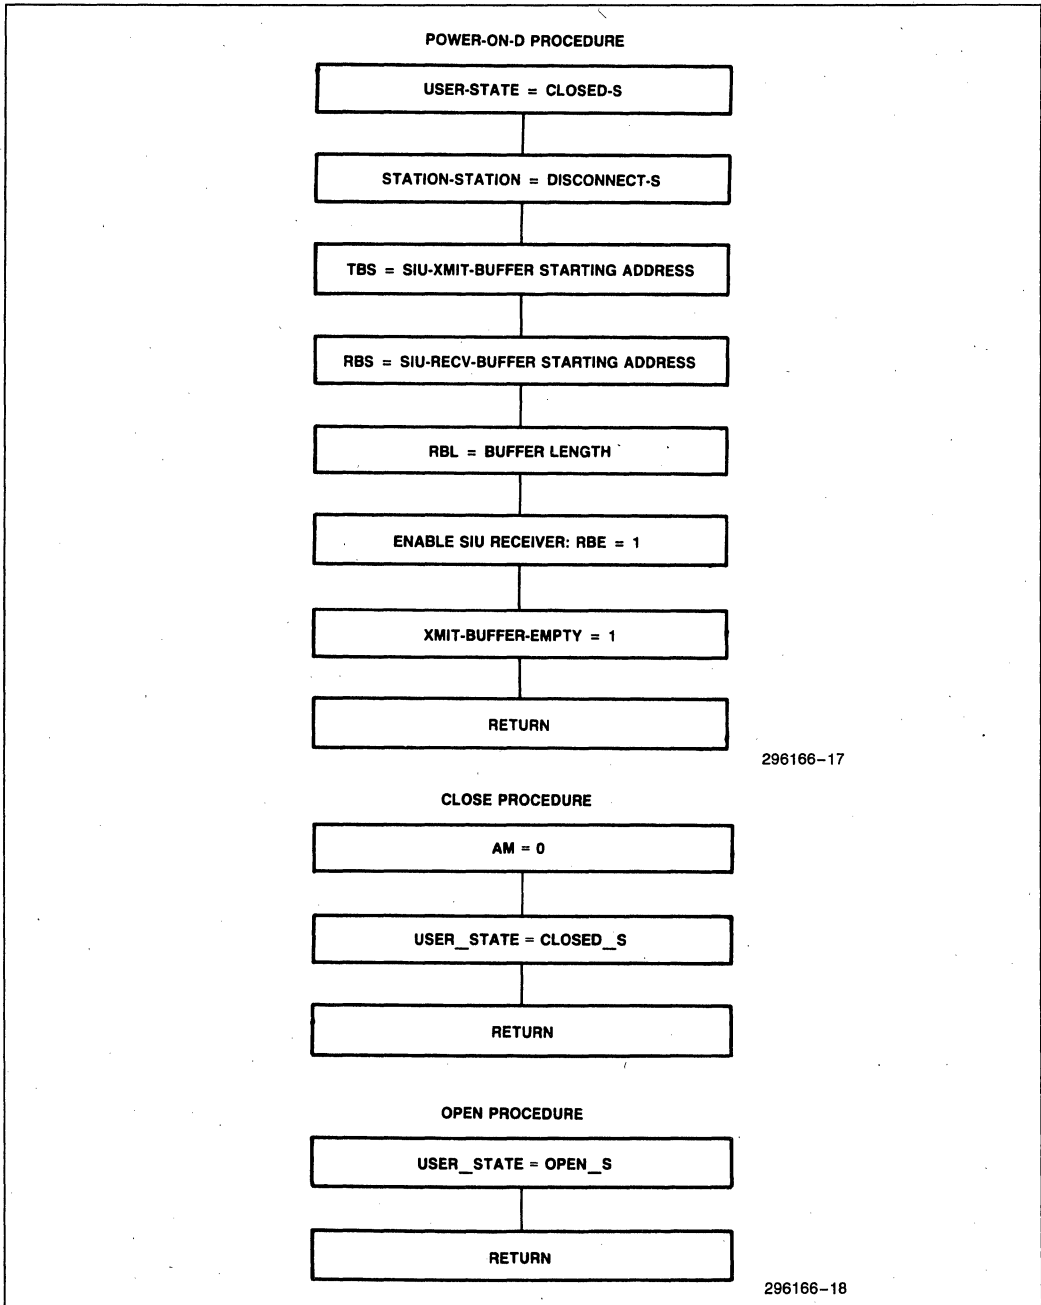 POWER-ON-D PROCEDURE
USER-STATE = CLOSED-S
STATION-STATION = DISCONNECT-S
TBS = SIU-XMIT-BUFFER STARTING ADDRESS
RBS = SIU-RECV-BUFFER STARTING ADDRESS
RBL = BUFFER LENGTH
ENABLE SIU RECEIVER: RBE = 1
XMIT-BUFFER-EMPTY = 1
RETURN
296166-17
CLOSE PROCEDURE
AM = 0
USER_STATE = CLOSED_S
RETURN
OPEN PROCEDURE
USER_STATE = OPEN_S
RETURN
296166-18